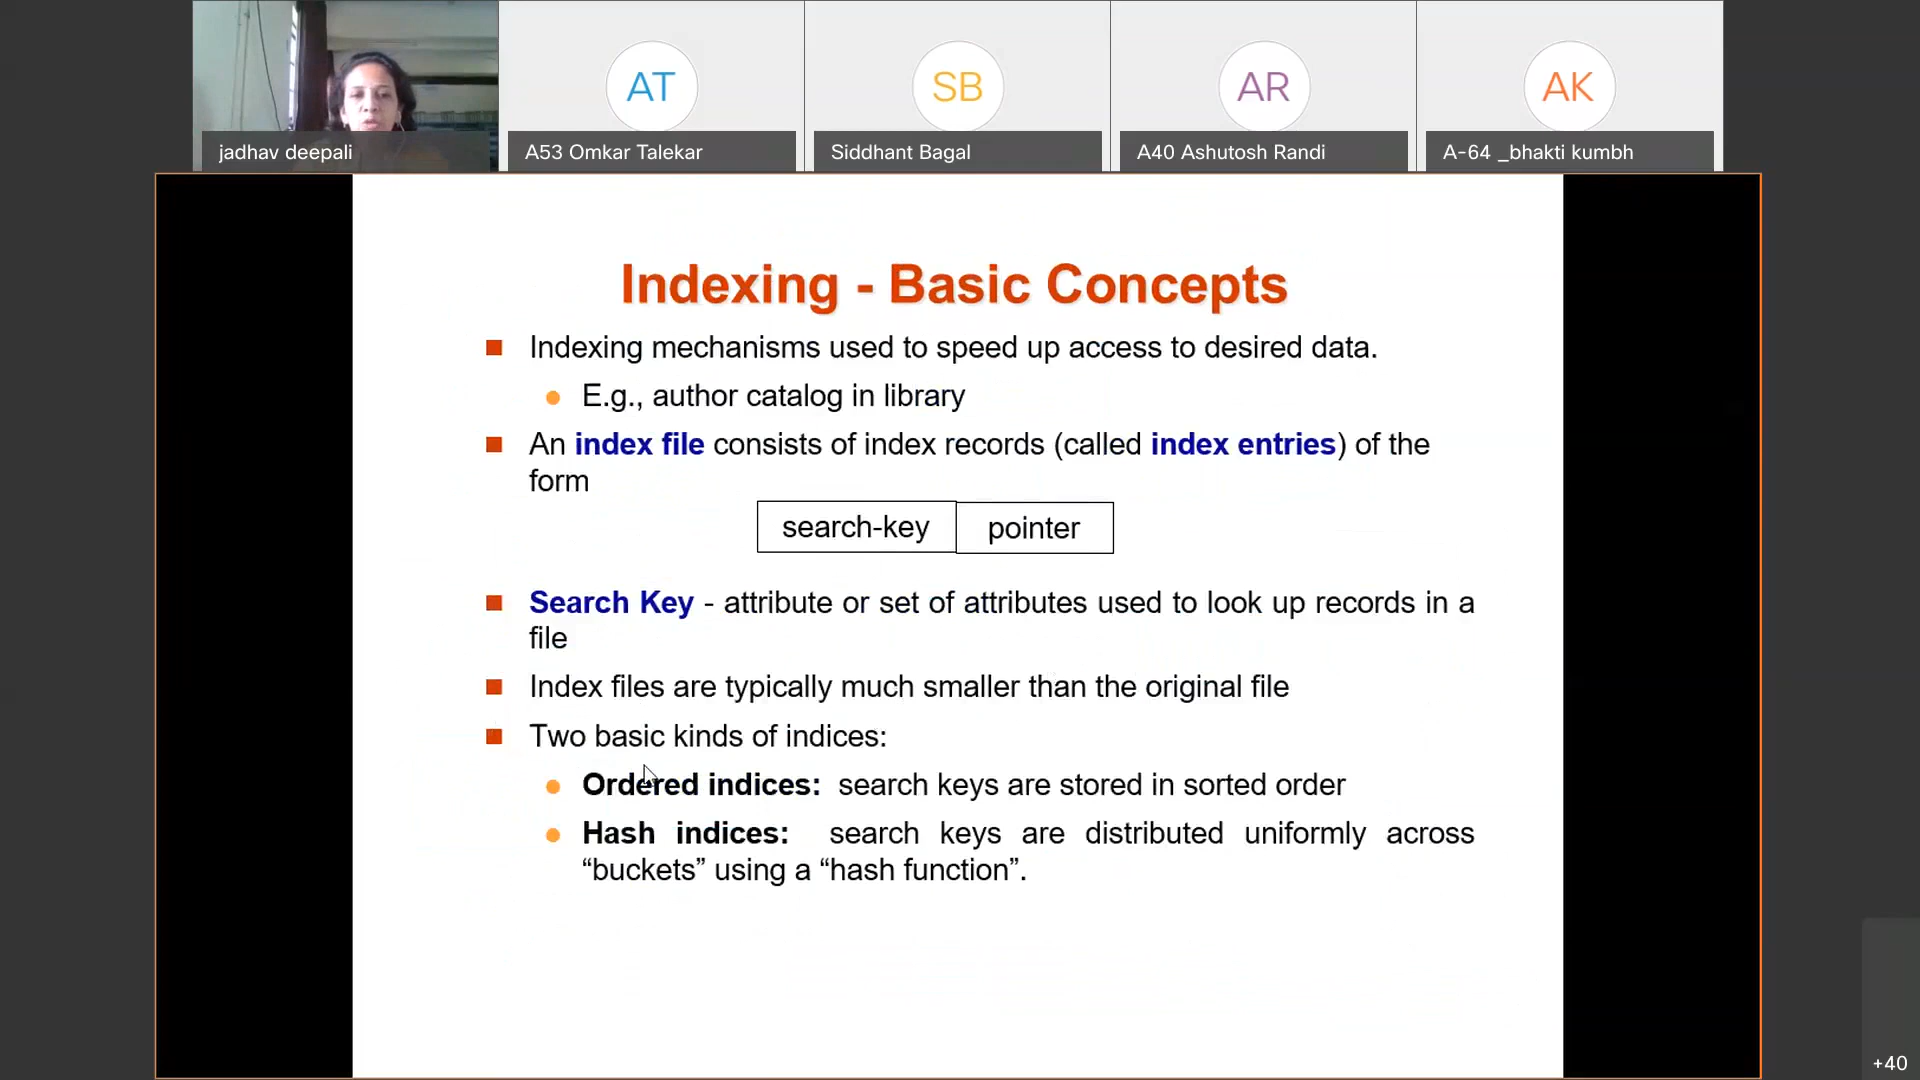 AT
SB
AR
AK
jadhav deepali
A53 Omkar Talekar
Siddhant Bagal
A40 Ashutosh Randi
A-64 _bhakti kumbh
Indexing - Basic Concepts
Indexing mechanisms used to speed up access to desired data.
E.g., author catalog in library
An index file consists of index records (called index entries) of the
form
search-key pointer
Search Key - attribute or set of attributes used to look up records in a
file
Index files are typically much smaller than the original file
Two basic kinds of indices:
Ordered indices: search keys are stored in sorted order
Hash indices: search keys are distributed uniformly across
“buckets” using a “hash function”.
+40